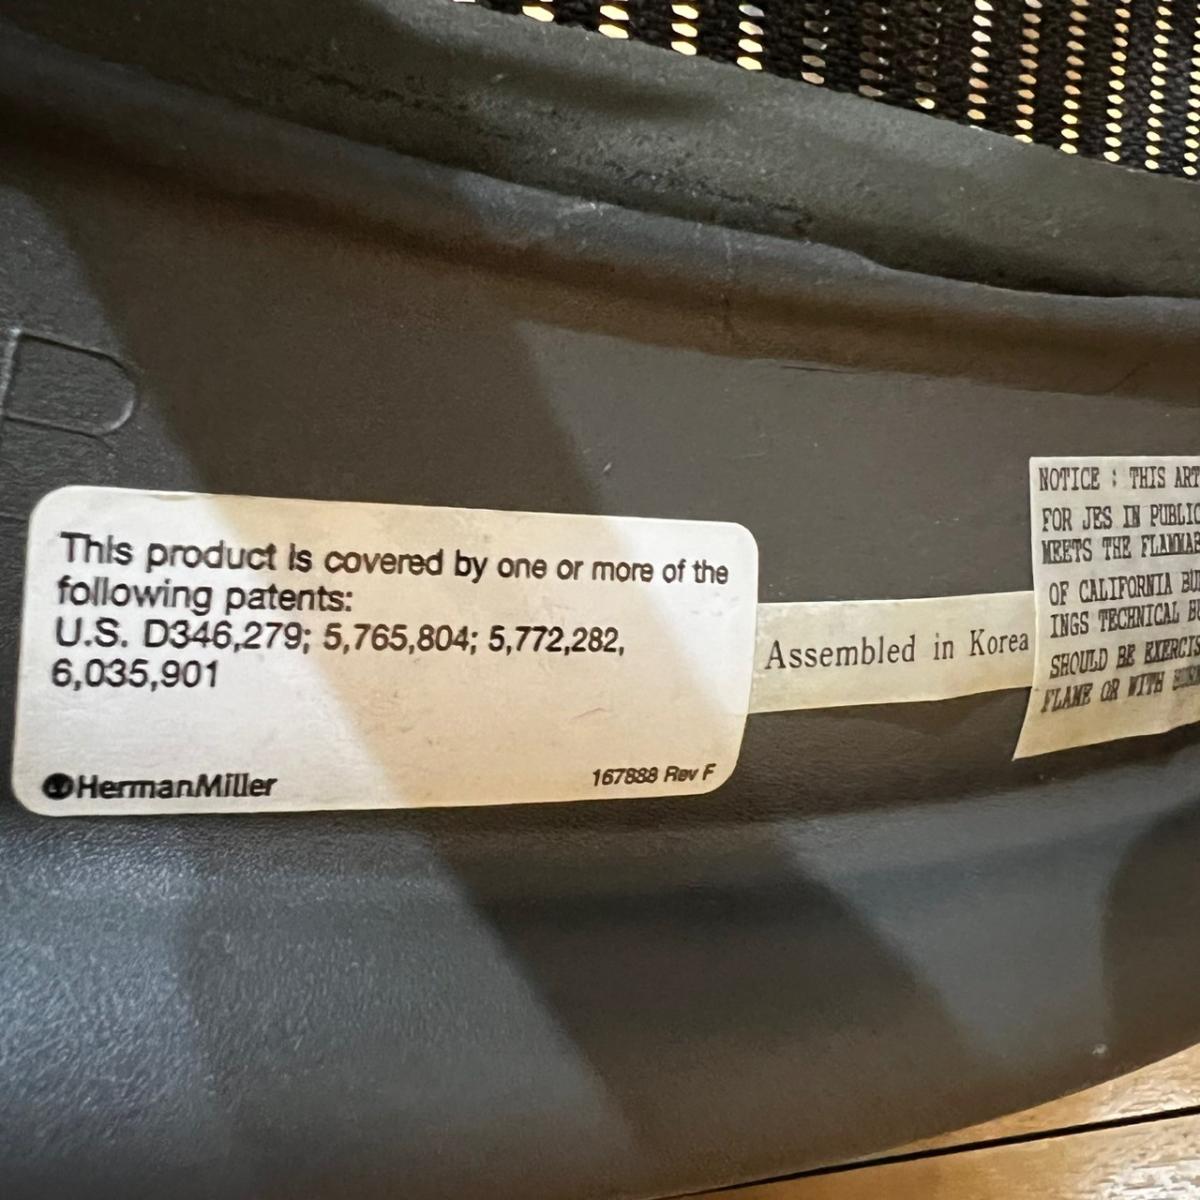 This product is covered by one or more of the
following patents:
U.S. D346,279; 5,765,804; 5,772,282,
6,035,901
HermanMiller
167888 Rev F
Assembled in Korea
NOTICE : THIS ART
FOR JES IN PUBLIC
MEETS THE FLAMMAB
OF CALIFORNIA BU
INGS TECHNICAL BU
SHOULD BE EXERCIS
FLAME OR WITH